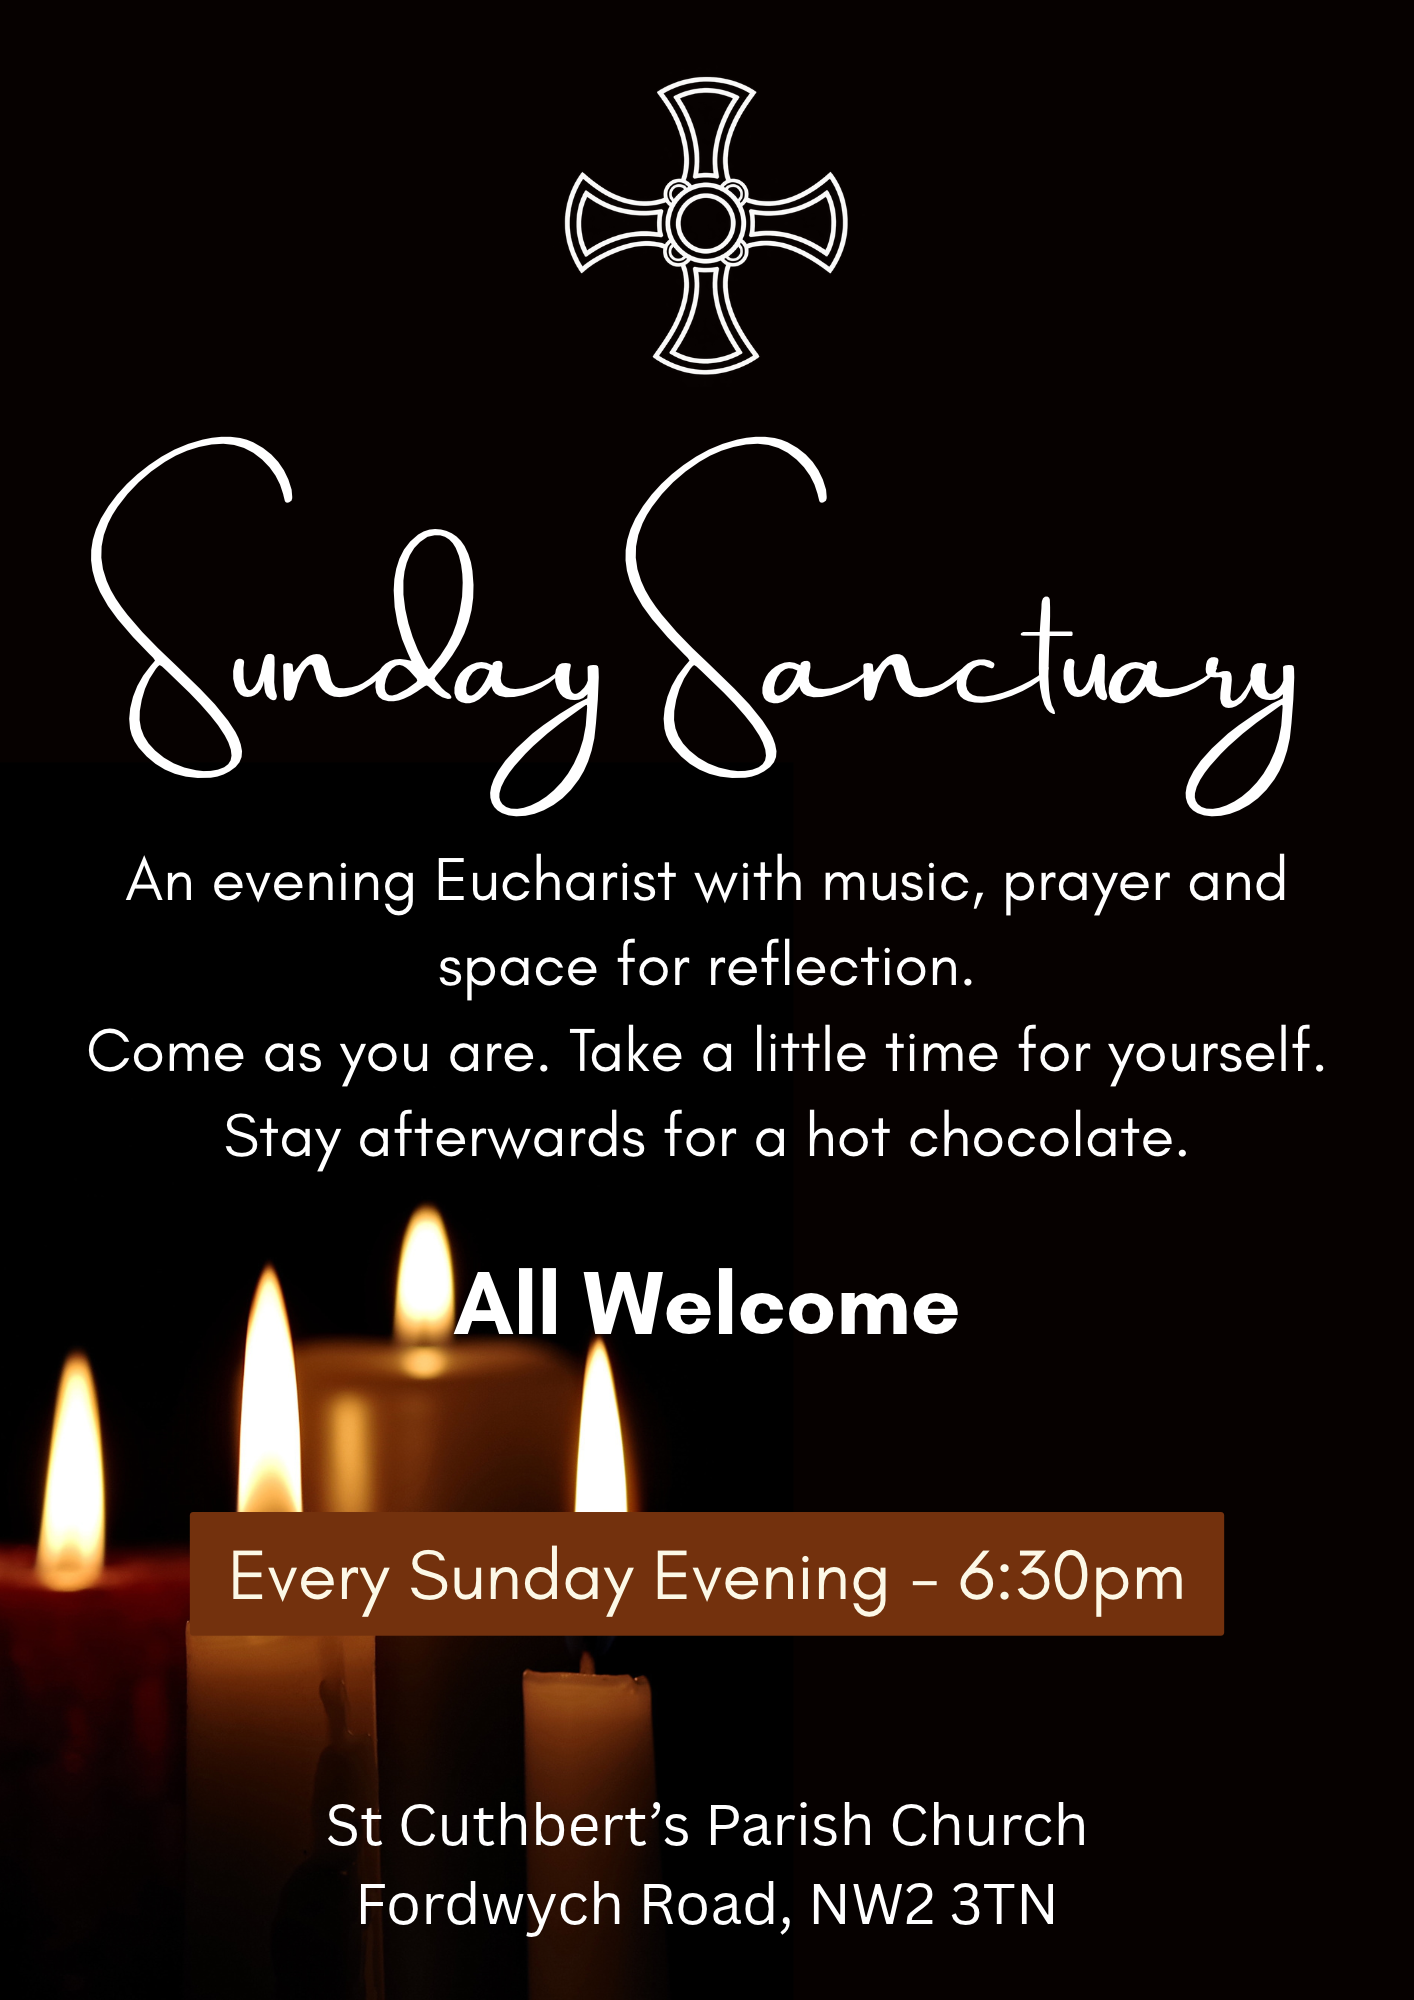 Sunday Sanctuary
An evening Eucharist with music, prayer and
space for reflection.
Come as you are. Take a little time for yourself.
Stay afterwards for a hot chocolate.
All Welcome
Every Sunday Evening - 6:30pm
St Cuthbert’s Parish Church
Fordwych Road, NW2 3TN